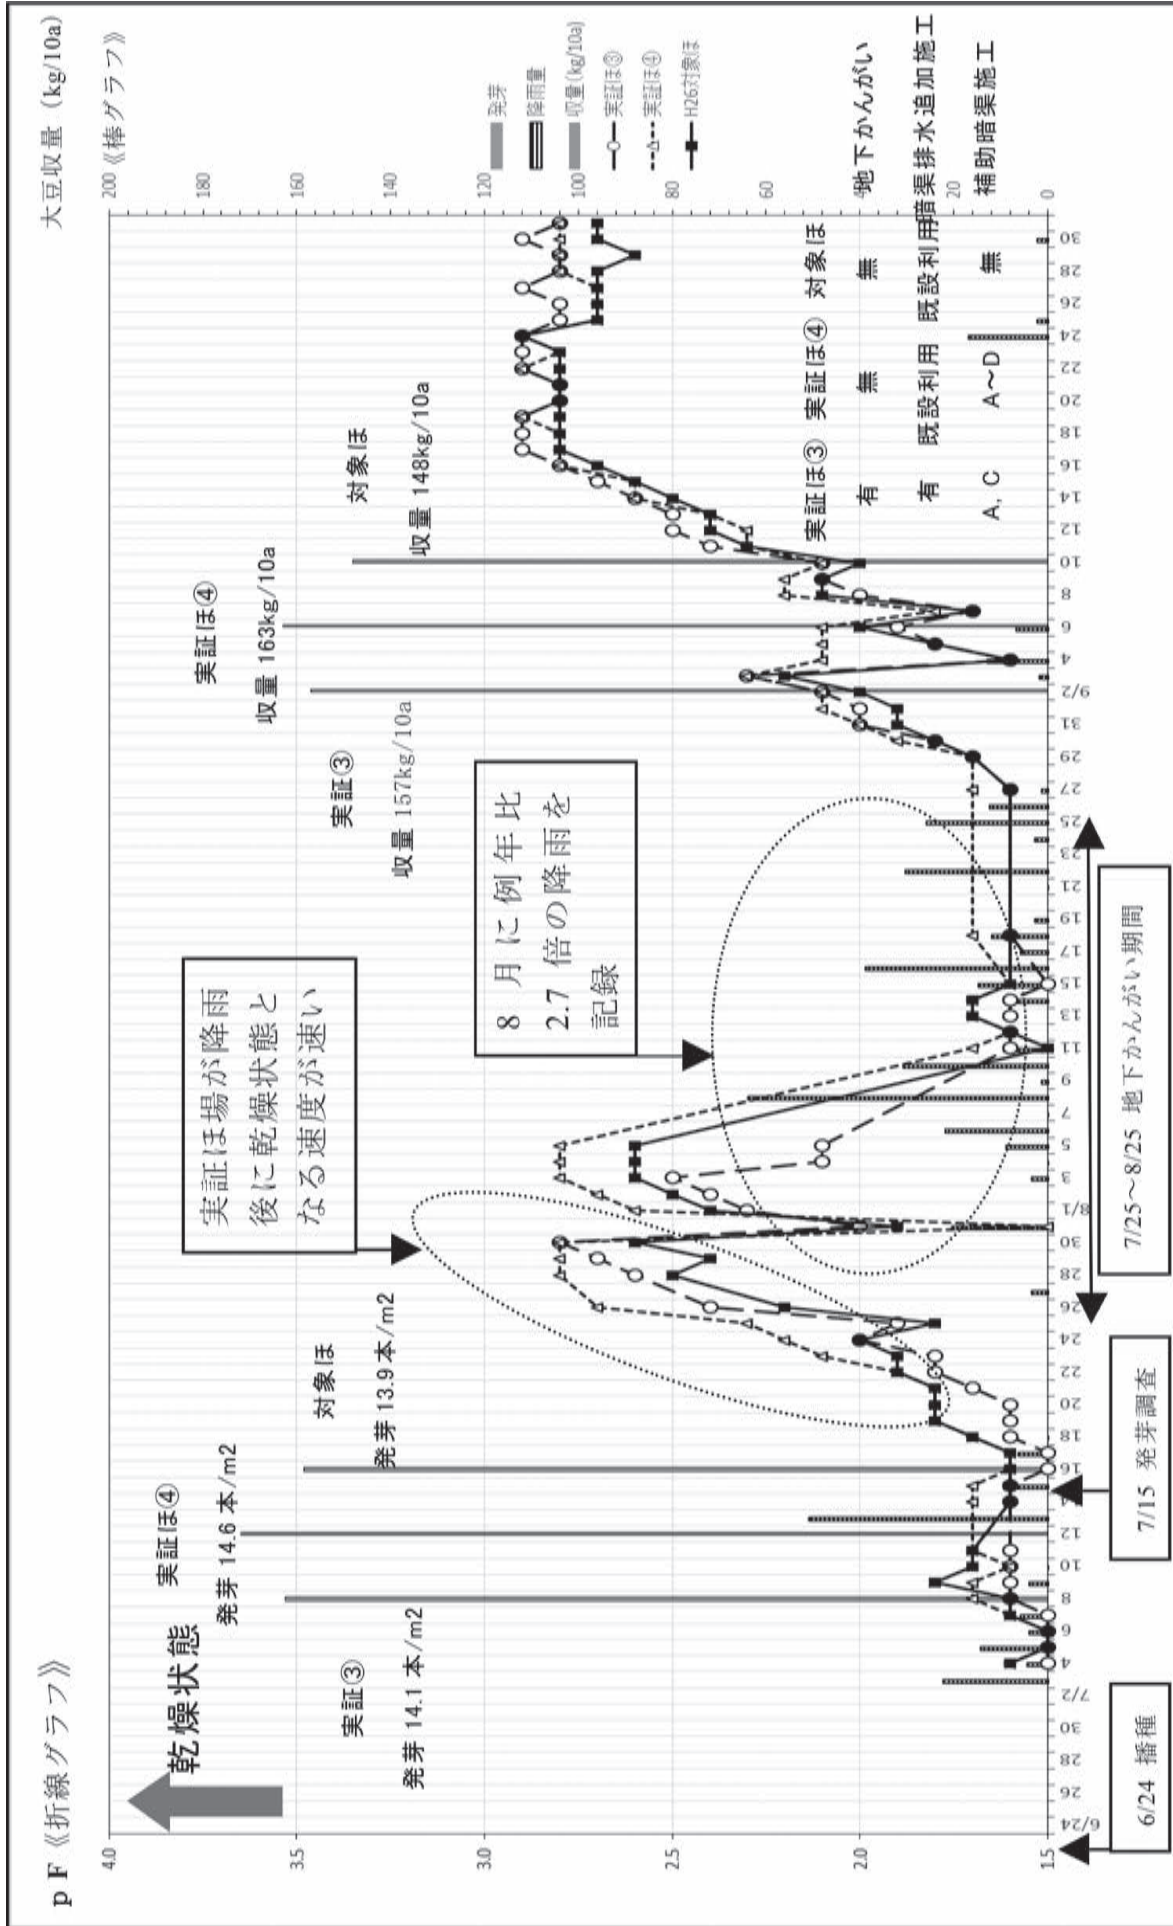 ｐＦ《折線グラフ》
大豆収量（kg/10a）
《棒グラフ》
4.0
3.5
3.0
2.5
2.0
1.5
200
180
160
140
120
100
80
60
40
20
0
乾燥状態
実証③
発芽 14.1 本/m2
実証ほ④
発芽 14.6 本/m2
対象ほ
発芽 13.9 本/m2
実証ほ場が降雨
後に乾燥状態と
なる速度が速い
8 月に例年比
2.7 倍の降雨を
記録
実証③
収量 157kg/10a
実証ほ④
収量 163kg/10a
対象ほ
収量 148kg/10a
発芽
降雨量
収量(kg/10a)
実証ほ③
実証ほ④
H26対象ほ
実証ほ③ 実証ほ④ 対象ほ
有 無 無 地下かんがい
有 既設利用 既設利用 暗渠排水追加施工
A, C A～D 無 補助暗渠施工
6/24 26 28 30 7/2 4 6 8 10 12 14 16 18 20 22 24 26 28 30 8/1 3 5 7 9 11 13 15 17 19 21 23 25 27 29 31 9/2 4 6 8 10 12 14 16 18 20 22 24 26 28 30
6/24 播種
7/15 発芽調査
7/25～8/25 地下かんがい期間